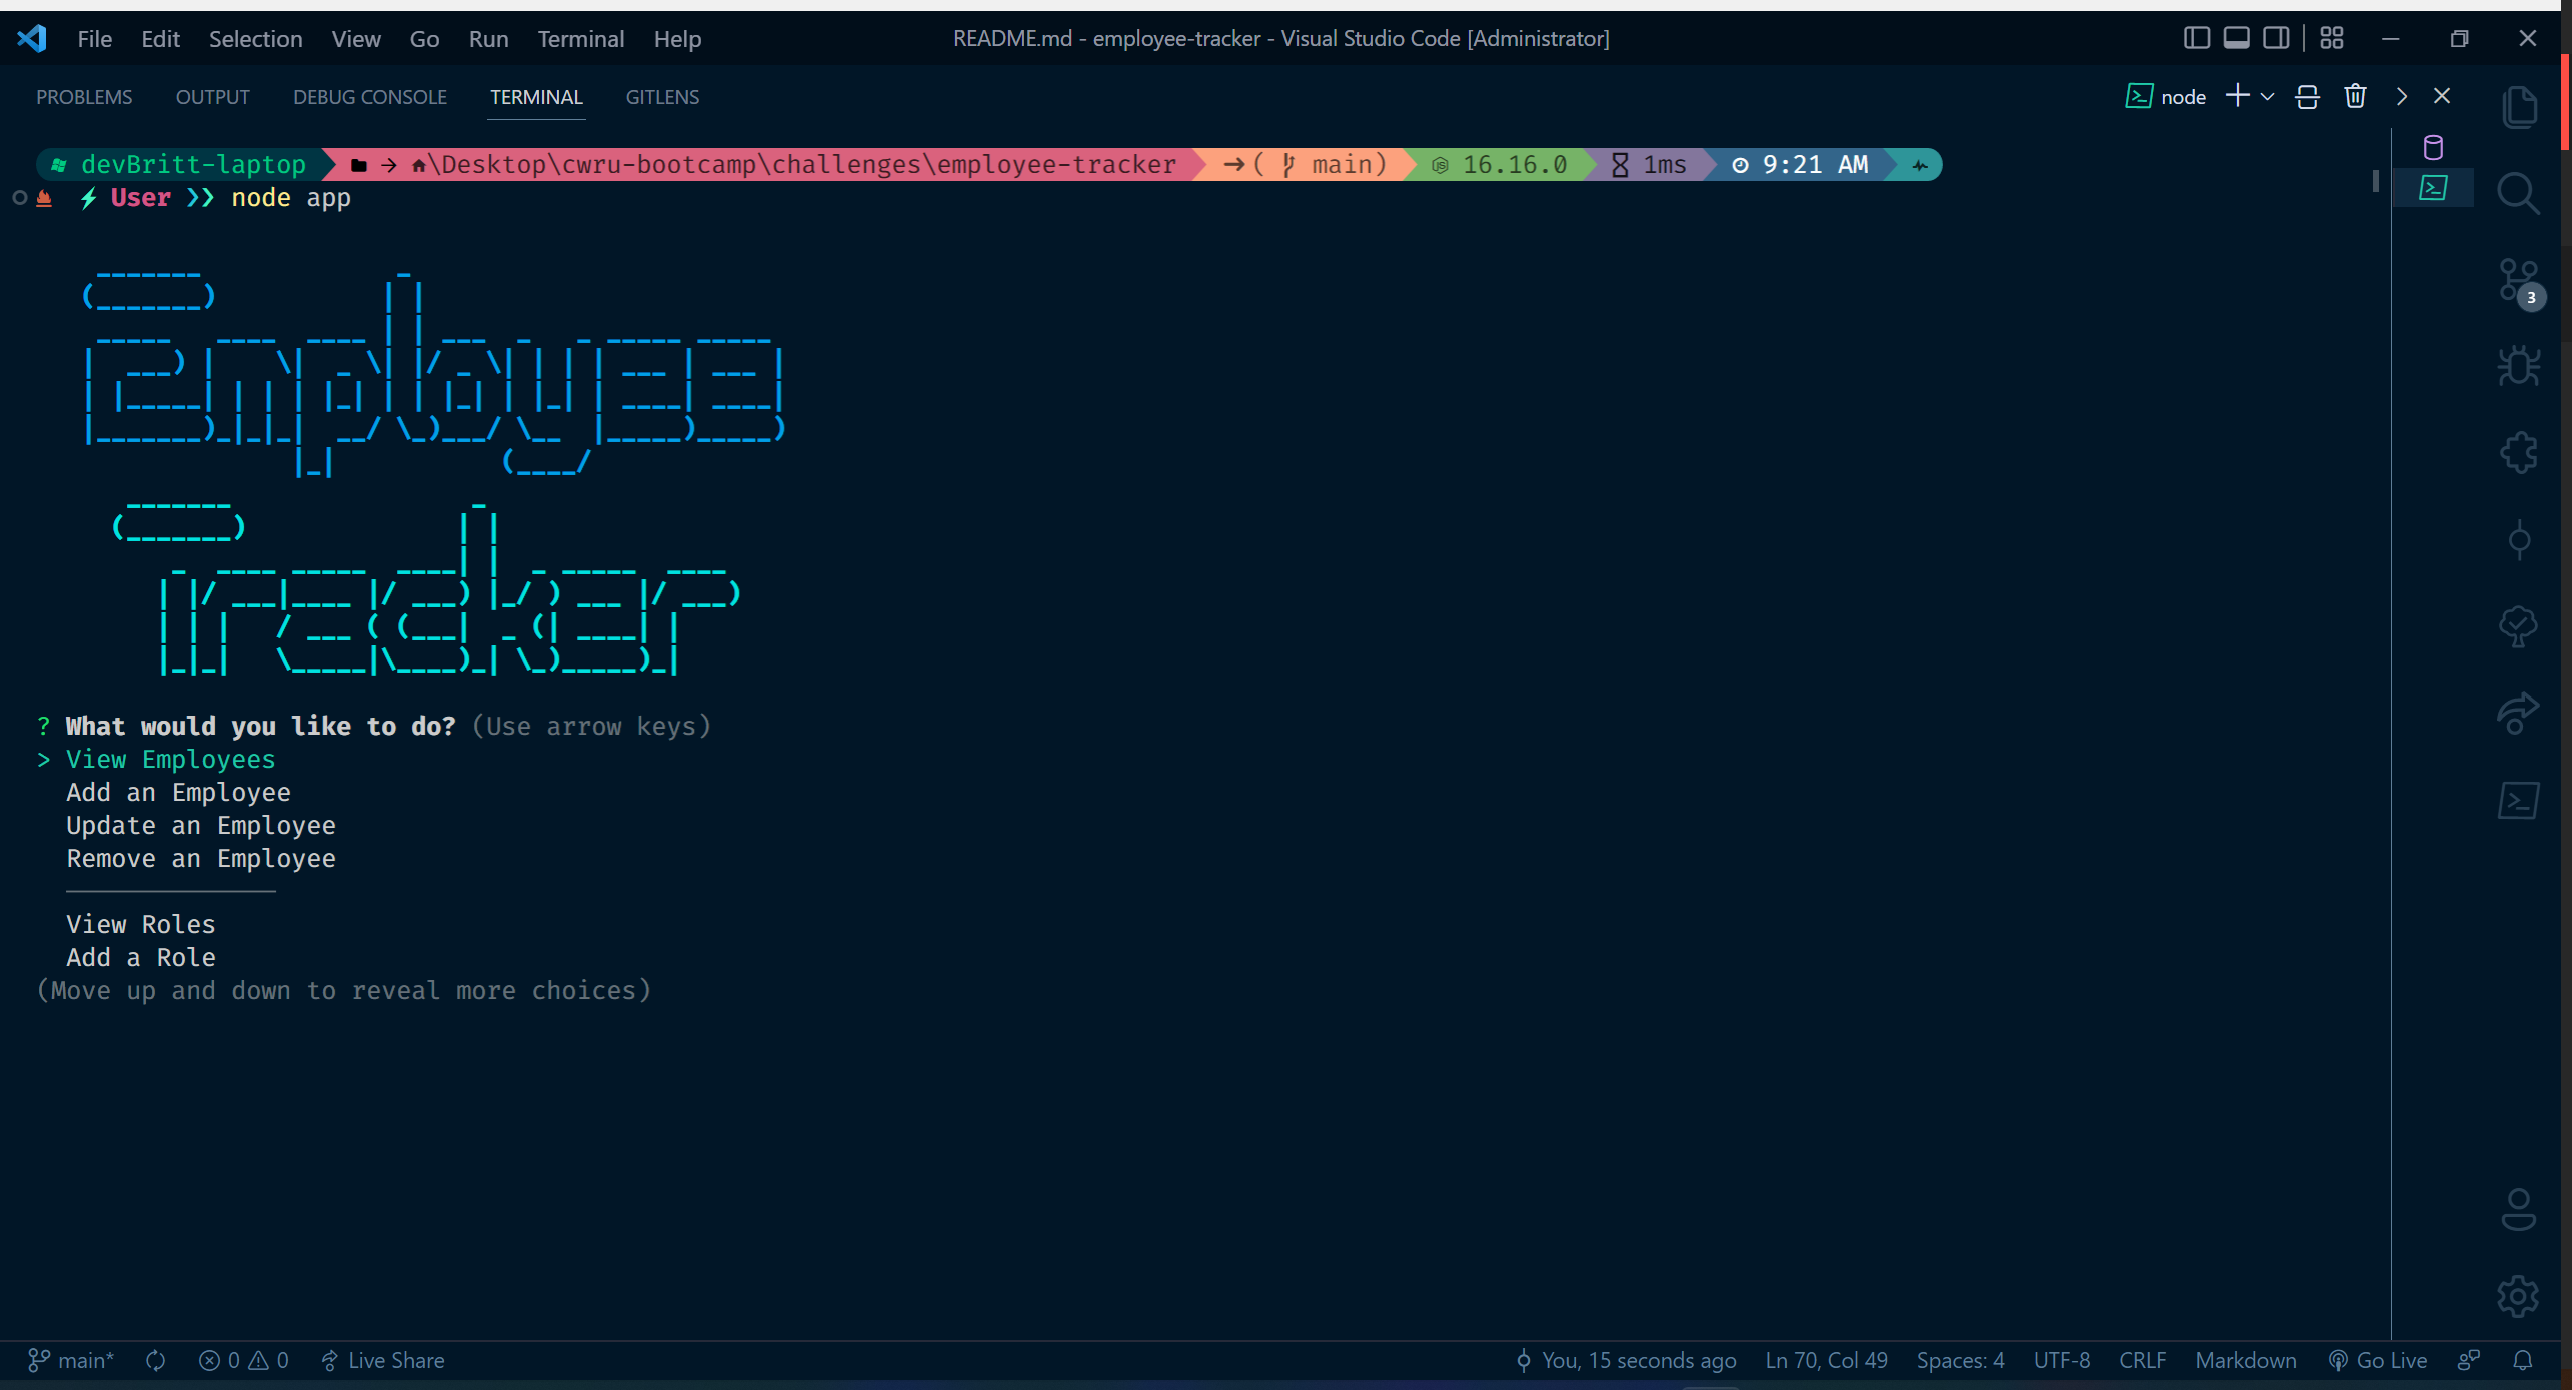 File Edit Selection View Go Run Terminal Help README.md - employee-tracker - Visual Studio Code [Administrator]
PROBLEMS OUTPUT DEBUG CONSOLE TERMINAL GITLENS node
devBritt-laptop \Desktop\cwru-bootcamp\challenges\employee-tracker ( main) 16.16.0 1ms 9:21 AM
User ❯❯ node app
Employee
Tracker
? What would you like to do? (Use arrow keys)
> View Employees
Add an Employee
Update an Employee
Remove an Employee
──────────────
View Roles
Add a Role
(Move up and down to reveal more choices)
3
main* 0 0 Live Share You, 15 seconds ago Ln 70, Col 49 Spaces: 4 UTF-8 CRLF Markdown Go Live